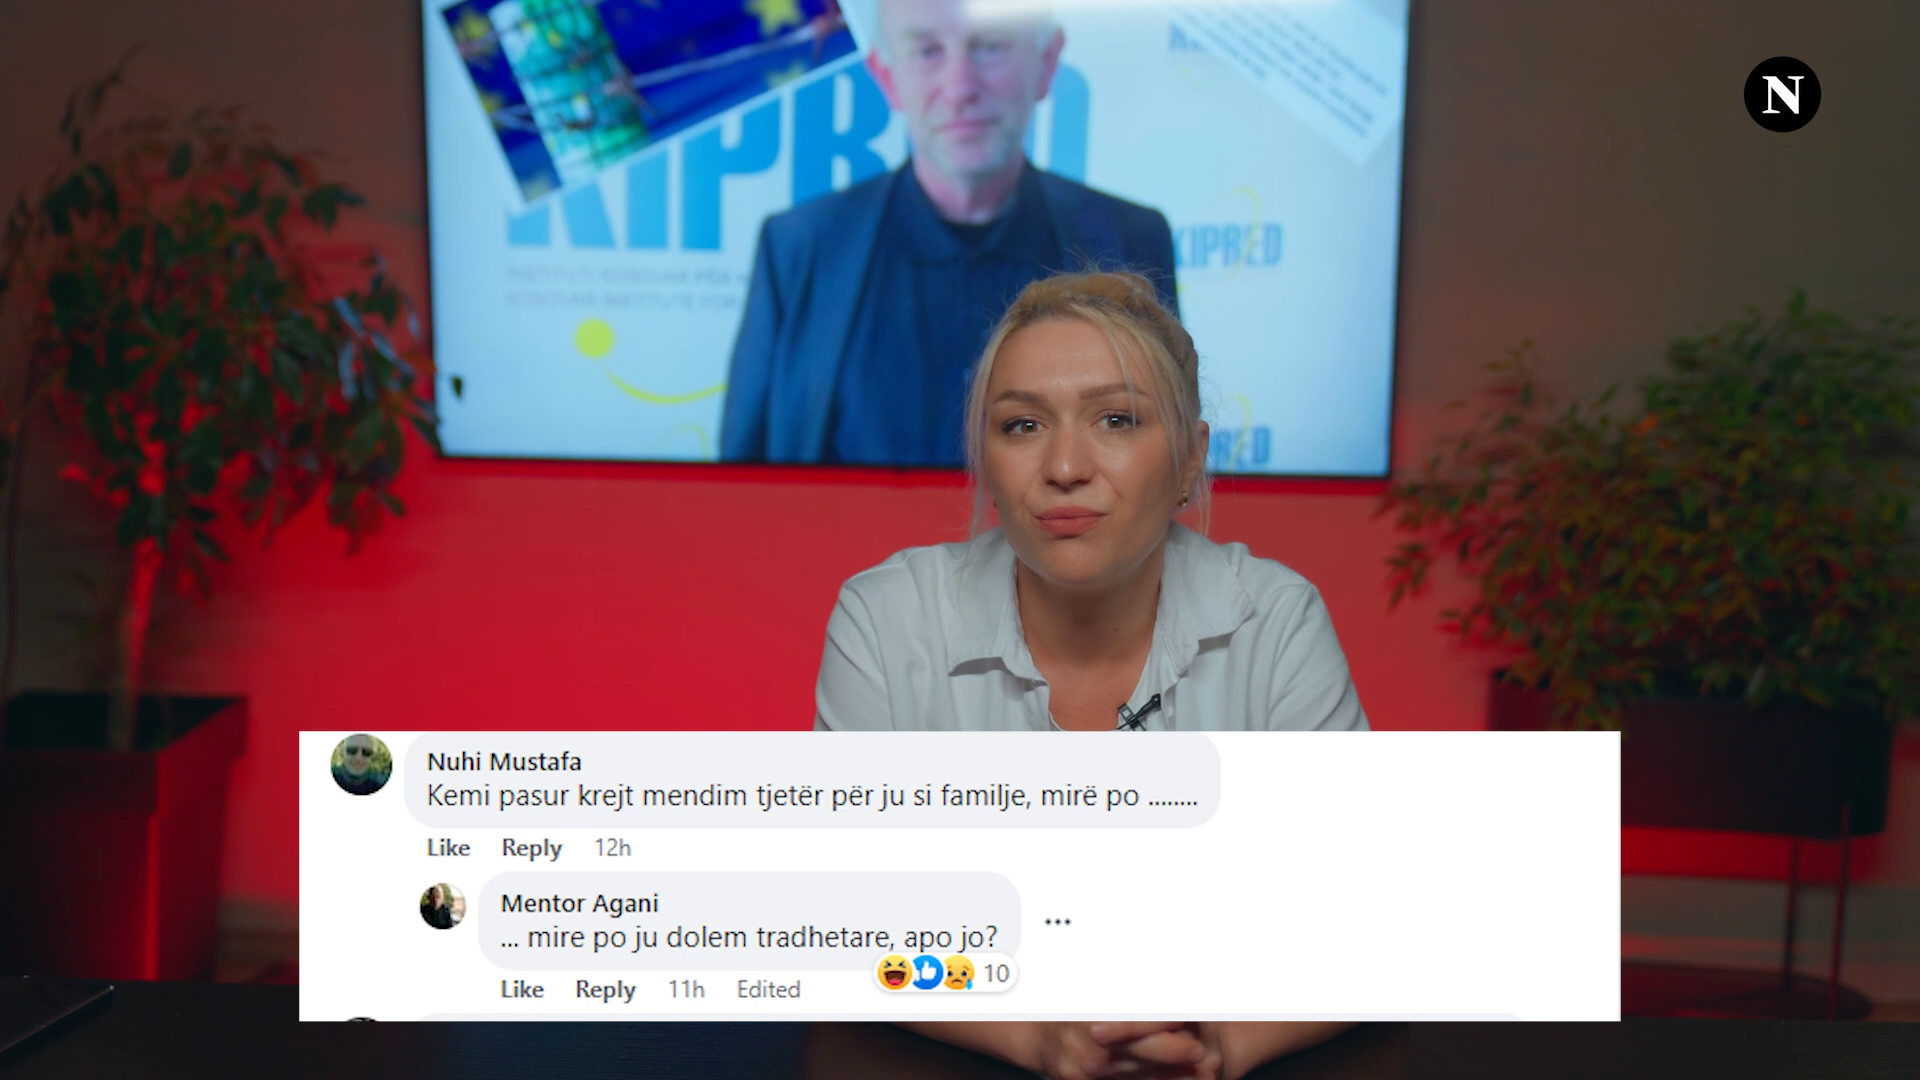 N
KIPRED
KIPRED
Nuhi Mustafa
Kemi pasur krejt mendim tjetër për ju si familje, mirë po ........
Like Reply 12h
Mentor Agani
... mire po ju dolem tradhetare, apo jo?
10
Like Reply 11h Edited